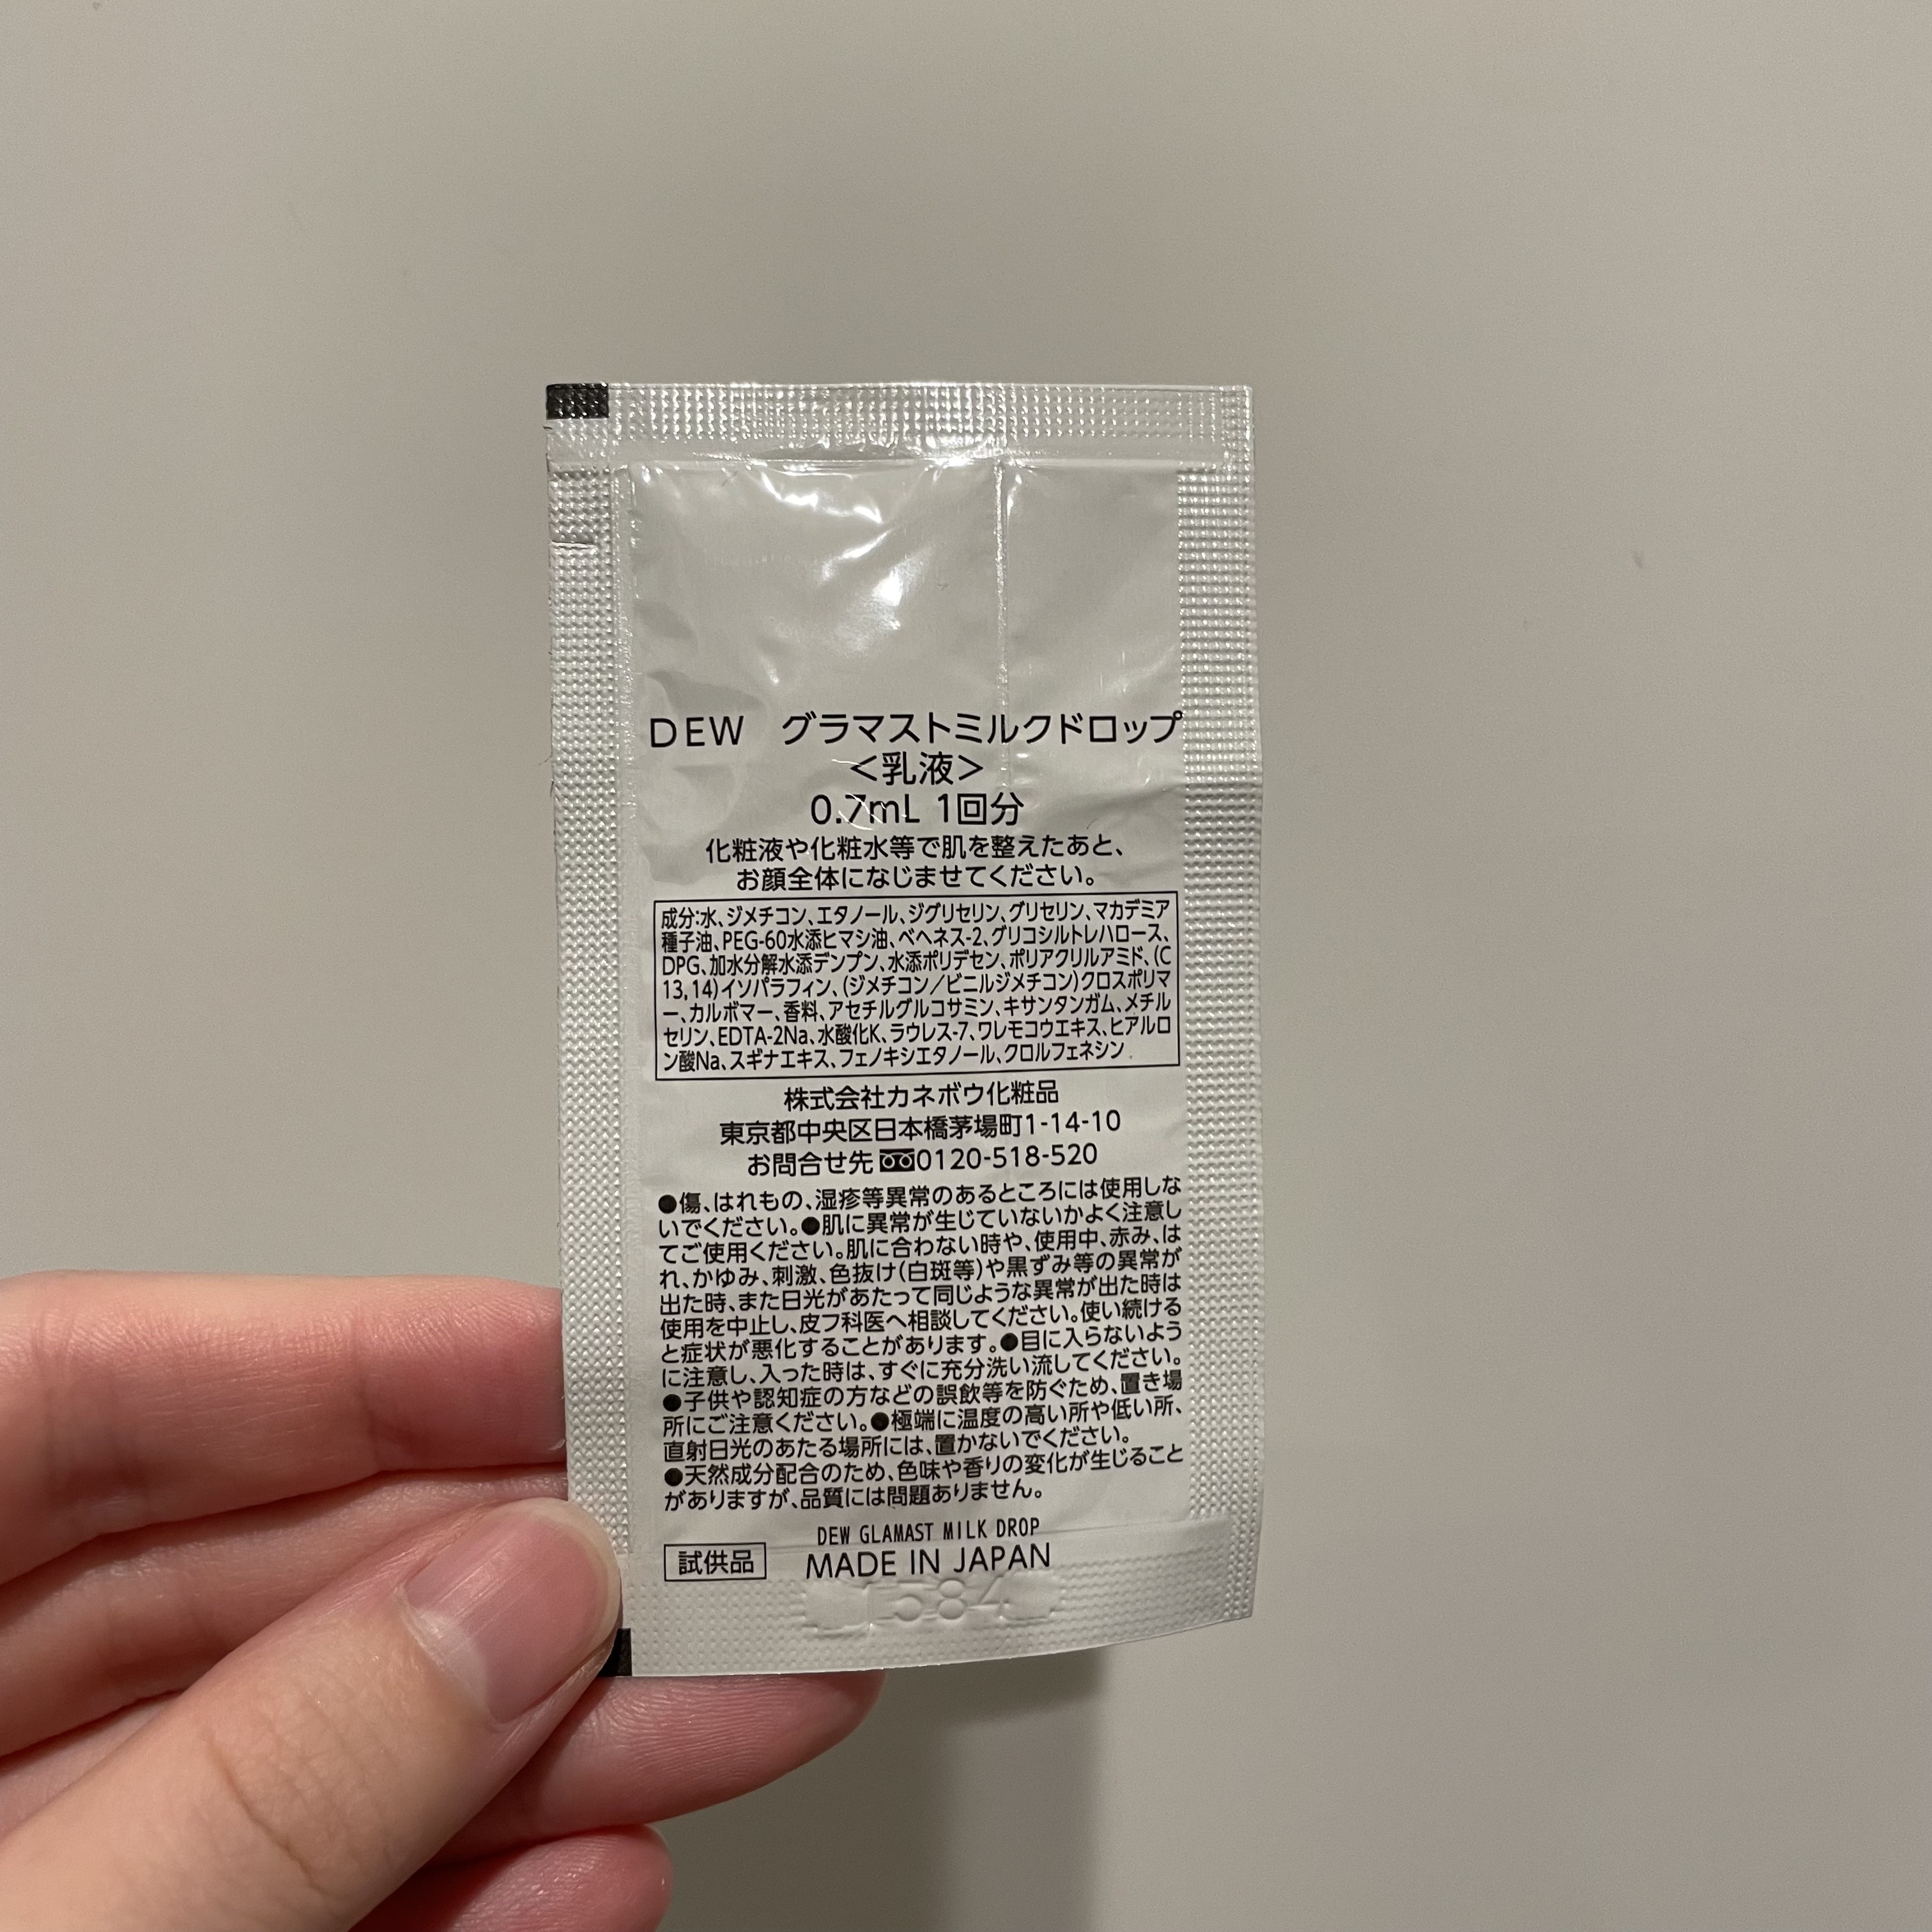 DEW グラマストミルクドロップ
＜乳液＞
0.7mL 1回分
化粧液や化粧水等で肌を整えたあと、
お顔全体になじませてください。
成分:水、ジメチコン、エタノール、ジグリセリン、グリセリン、マカデミア
種子油、PEG-60水添ヒマシ油、ベヘネス-2、グリコシルトレハロース、
DPG、加水分解水添デンプン、水添ポリデセン、ポリアクリルアミド、(C
13,14)イソパラフィン、(ジメチコン／ビニルジメチコン)クロスポリマ
ー、カルボマー、香料、アセチルグルコサミン、キサンタンガム、メチル
セリン、EDTA-2Na、水酸化K、ラウレス-7、ワレモコウエキス、ヒアルロ
ン酸Na、スギナエキス、フェノキシエタノール、クロルフェネシン
株式会社カネボウ化粧品
東京都中央区日本橋茅場町1-14-10
お問合せ先 0120-518-520
●傷、はれもの、湿疹等異常のあるところには使用しな
いでください。●肌に異常が生じていないかよく注意し
てご使用ください。肌に合わない時や、使用中、赤み、は
れ、かゆみ、刺激、色抜け(白斑等)や黒ずみ等の異常が
出た時、また日光があたって同じような異常が出た時は
使用を中止し、皮フ科医へ相談してください。使い続ける
と症状が悪化することがあります。●目に入らないよう
に注意し、入った時は、すぐに充分洗い流してください。
●子供や認知症の方などの誤飲等を防ぐため、置き場
所にご注意ください。●極端に温度の高い所や低い所、
直射日光のあたる場所には、置かないでください。
●天然成分配合のため、色味や香りの変化が生じること
がありますが、品質には問題ありません。
DEW GLAMAST MILK DROP
試供品 MADE IN JAPAN